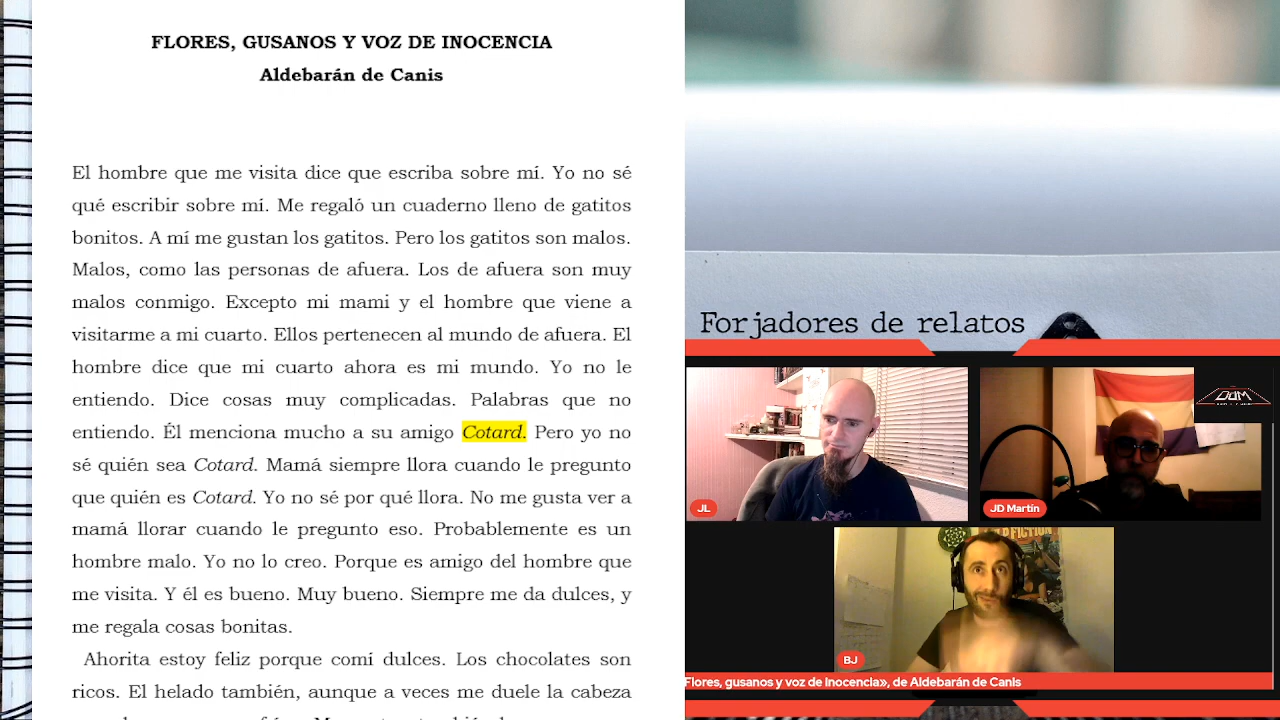 FLORES, GUSANOS Y VOZ DE INOCENCIA
Aldebarán de Canis
El hombre que me visita dice que escriba sobre mí. Yo no sé
qué escribir sobre mí. Me regaló un cuaderno lleno de gatitos
bonitos. A mí me gustan los gatitos. Pero los gatitos son malos.
Malos, como las personas de afuera. Los de afuera son muy
malos conmigo. Excepto mi mami y el hombre que viene a
visitarme a mi cuarto. Ellos pertenecen al mundo de afuera. El
hombre dice que mi cuarto ahora es mi mundo. Yo no le
entiendo. Dice cosas muy complicadas. Palabras que no
entiendo. Él menciona mucho a su amigo Cotard. Pero yo no
sé quién sea Cotard. Mamá siempre llora cuando le pregunto
que quién es Cotard. Yo no sé por qué llora. No me gusta ver a
mamá llorar cuando le pregunto eso. Probablemente es un
hombre malo. Yo no lo creo. Porque es amigo del hombre que
me visita. Y él es bueno. Muy bueno. Siempre me da dulces, y
me regala cosas bonitas.
Ahorita estoy feliz porque comí dulces. Los chocolates son
ricos. El helado también, aunque a veces me duele la cabeza
Forjadores de relatos
JL
JD Martín
BJ
Flores, gusanos y voz de Inocencia», de Aldebarán de Canis